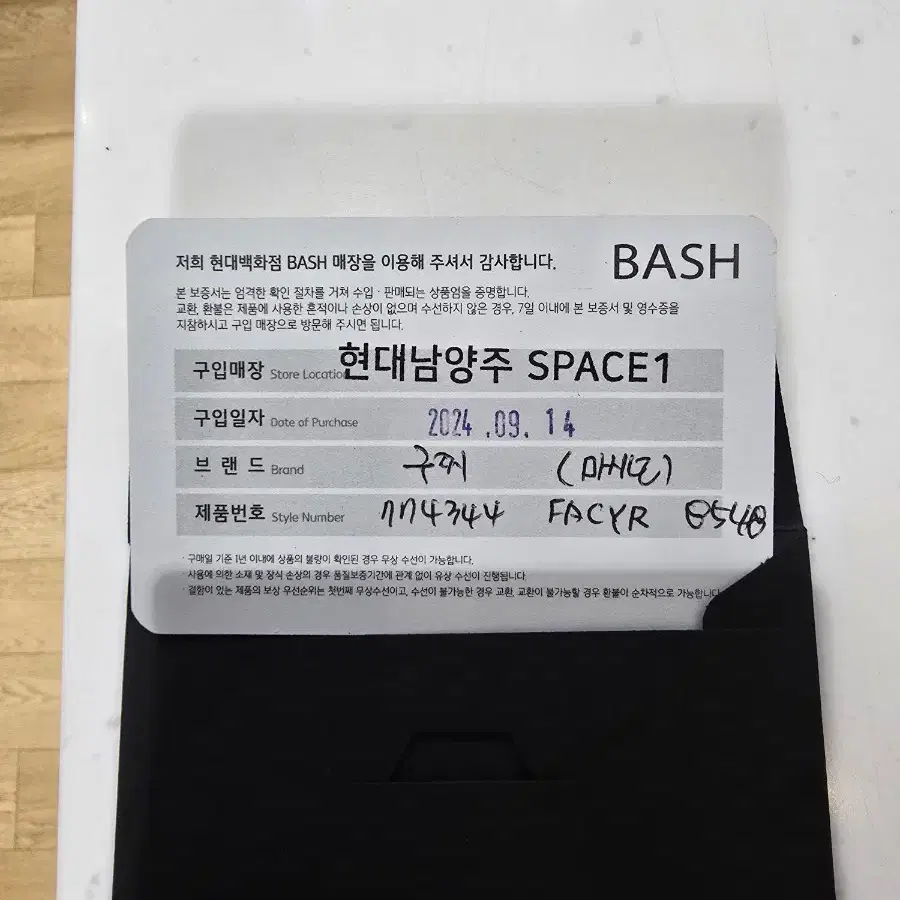 저희 현대백화점 BASH 매장을 이용해 주셔서 감사합니다.
BASH
본 보증서는 엄격한 확인 절차를 거쳐 수입 · 판매되는 상품임을 증명합니다.
교환, 환불은 제품에 사용한 흔적이나 손상이 없으며 수선하지 않은 경우, 7일 이내에 본 보증서 및 영수증을
지참하시고 구입 매장으로 방문해 주시면 됩니다.
구입매장 Store Location 현대남양주 SPACE1
구입일자 Date of Purchase 2024.09.14
브랜드 Brand 구찌
제품번호 Style Number 774344 FACYR 8548
· 구매일 기준 1년 이내에 상품의 불량이 확인된 경우 무상 수선이 가능합니다.
· 사용에 의한 소재 및 장식 손상의 경우 품질보증기간에 관계 없이 유상 수선이 진행됩니다.
· 결함이 있는 제품의 보상 우선순위는 첫번째 무상수선이고, 수선이 불가능한 경우 교환, 교환이 불가능할 경우 환불이 순차적으로 가능합니다.